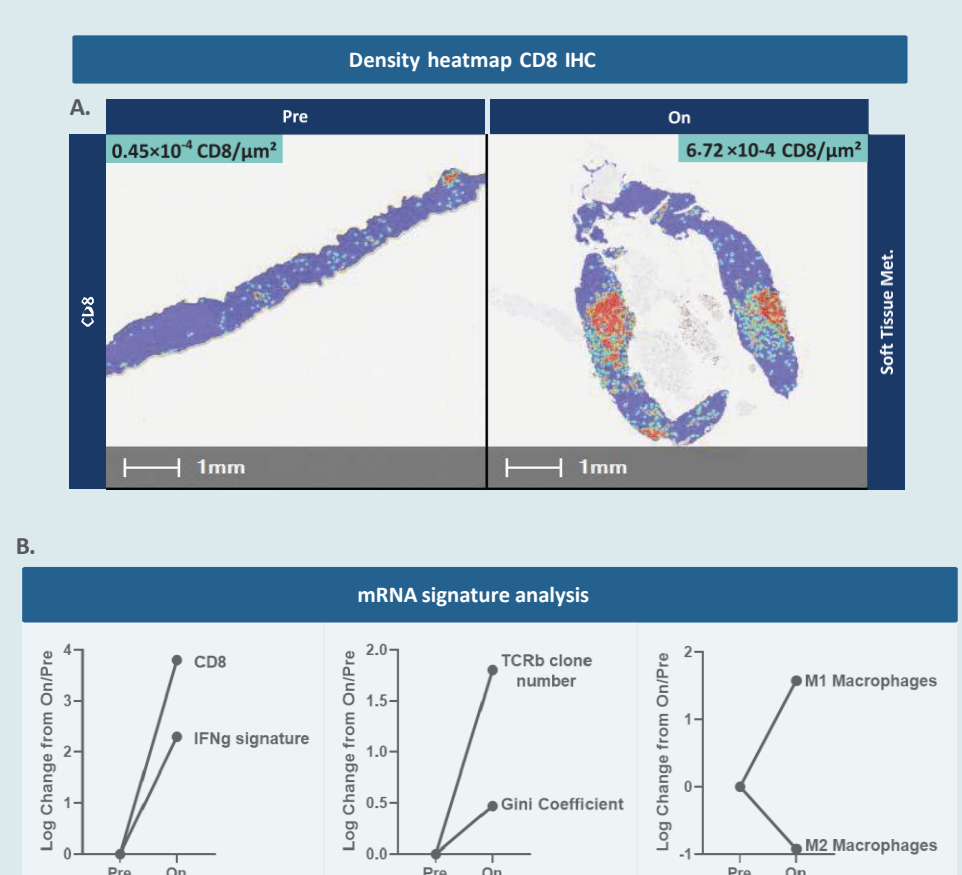 Density heatmap CD8 IHC
A.
Pre
On
0.45×10⁻⁴ CD8/µm²
6.72 ×10-4 CD8/µm²
CD8
Soft Tissue Met.
1mm
1mm
B.
mRNA signature analysis
Log Change from On/Pre
4
3
2
1
0
CD8
IFNg signature
Pre
On
Log Change from On/Pre
2.0
1.5
1.0
0.5
0.0
TCRb clone
number
Gini Coefficient
Pre
On
Log Change from On/Pre
2
1
0
-1
M1 Macrophages
M2 Macrophages
Pre
On